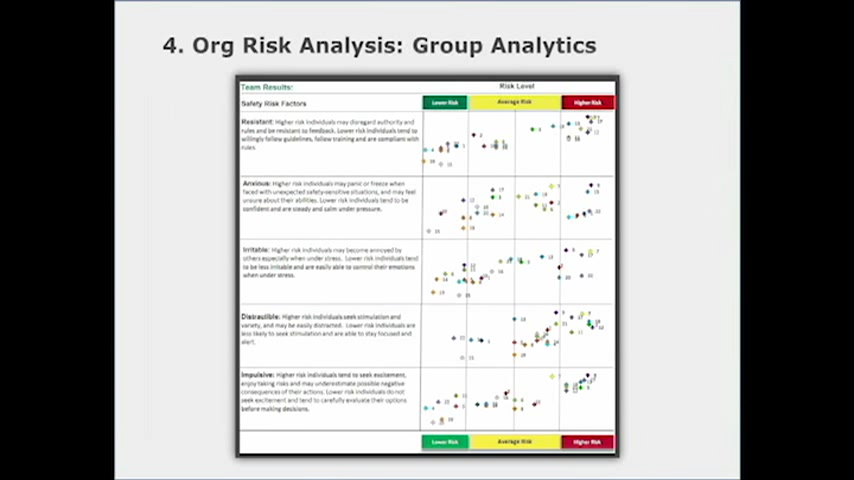 4. Org Risk Analysis: Group Analytics
Team Results:
Risk Level
Safety Risk Factors
Lower Risk
Average Risk
Higher Risk
Resistant: Higher risk individuals may disregard authority and
rules and be resistant to feedback. Lower risk individuals tend to
willingly follow guidelines, follow training and are compliant with
rules.
Anxious: Higher risk individuals may panic or freeze when
faced with unexpected safety-sensitive situations, and may feel
unsure about their abilities. Lower risk individuals tend to be
confident and are steady and calm under pressure.
Irritable: Higher risk individuals may become annoyed by
others especially when under stress. Lower risk individuals tend
to be less irritable and are easily able to control their emotions
when under stress.
Distractible: Higher risk individuals seek stimulation and
variety, and may be easily distracted. Lower risk individuals are
less likely to seek stimulation and are able to stay focused and
alert.
Impulsive: Higher risk individuals tend to seek excitement,
enjoy taking risks and may underestimate possible negative
consequences of their actions. Lower risk individuals do not
seek excitement and tend to carefully evaluate their options
before making decisions.
Lower Risk
Average Risk
Higher Risk